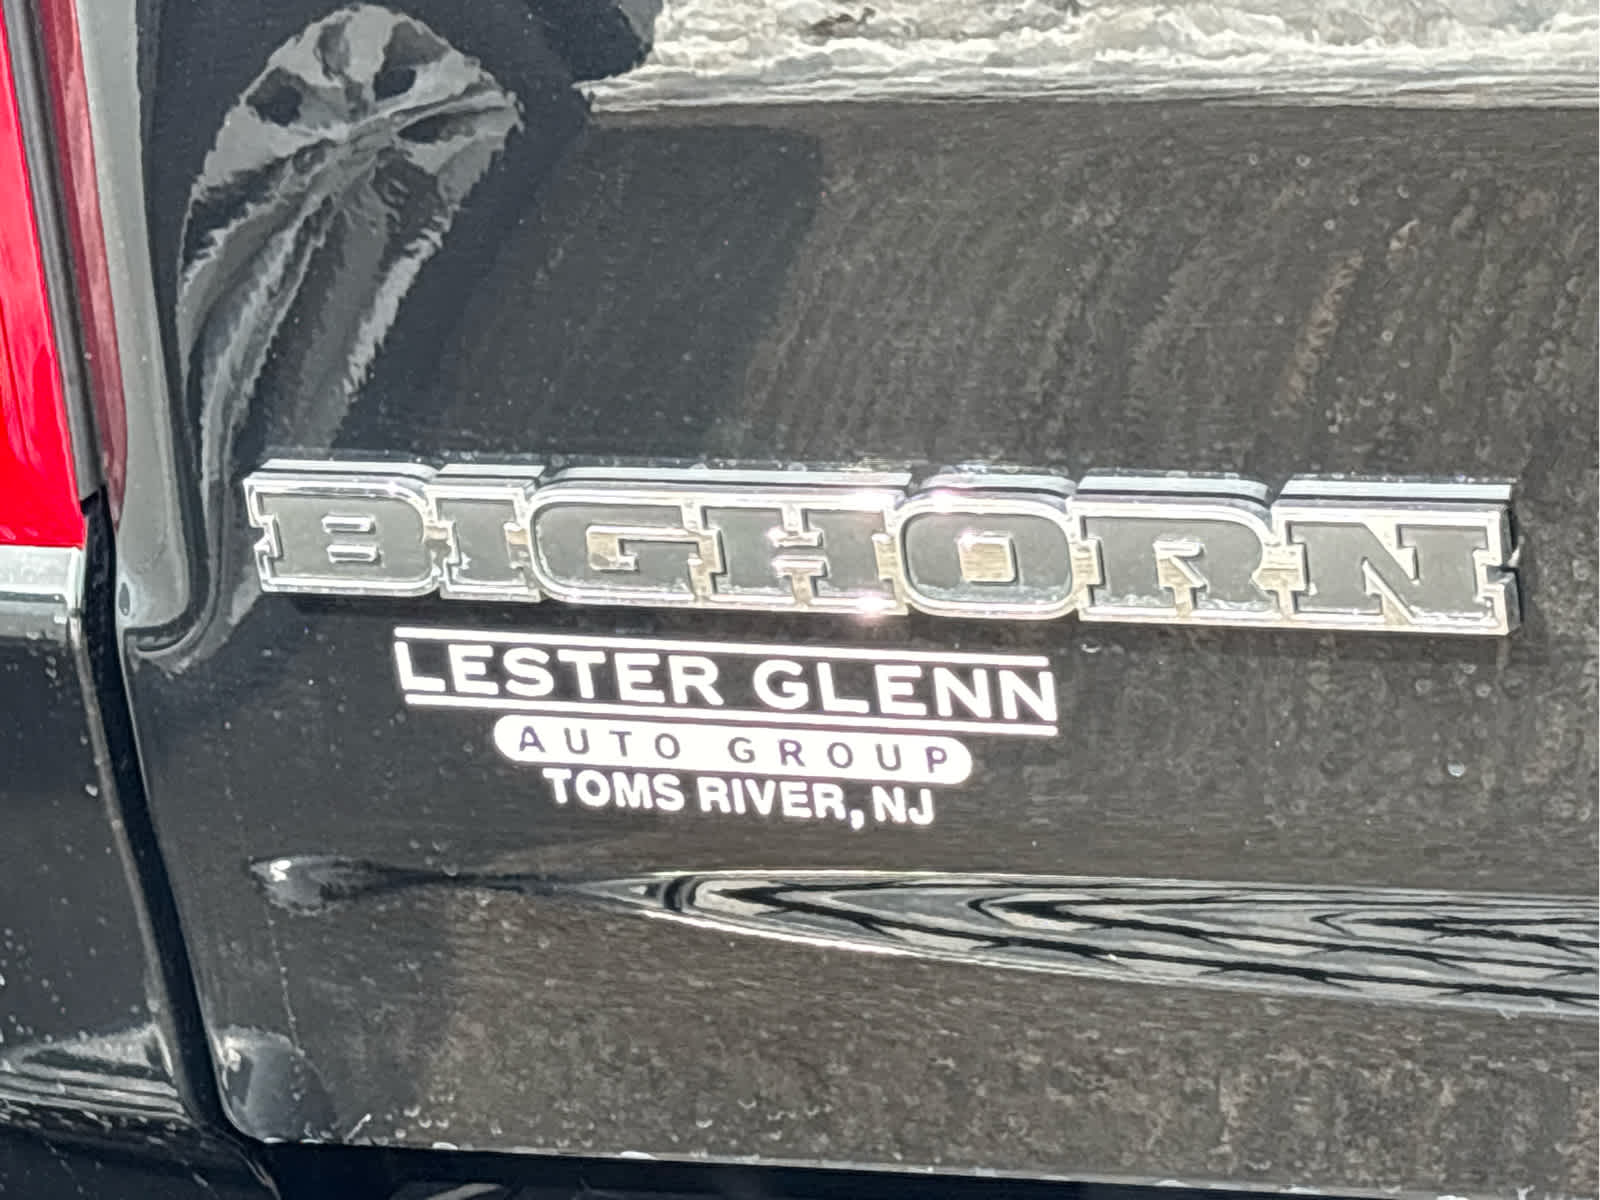 BIGHORN
LESTER GLENN
AUTO GROUP
TOMS RIVER, NJ